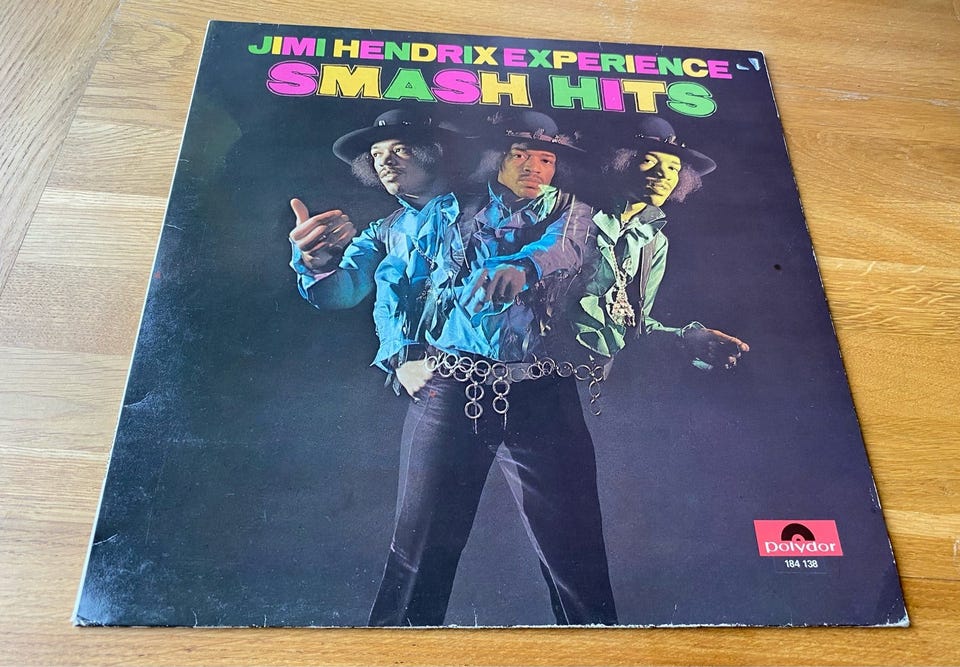 JIMI HENDRIX EXPERIENCE
SMASH HITS
polydor
184 138